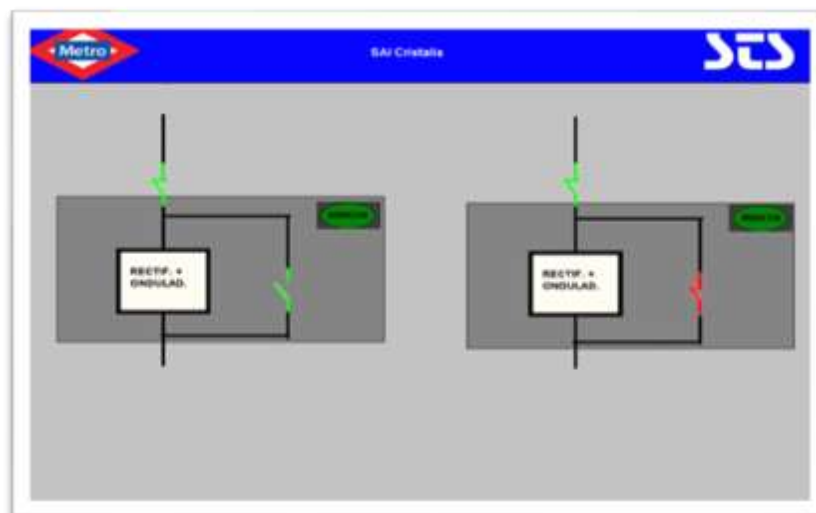 Metro
SAI Cristalia
STS
RECTIF. +
ONDULAD.
RECTIF. +
ONDULAD.